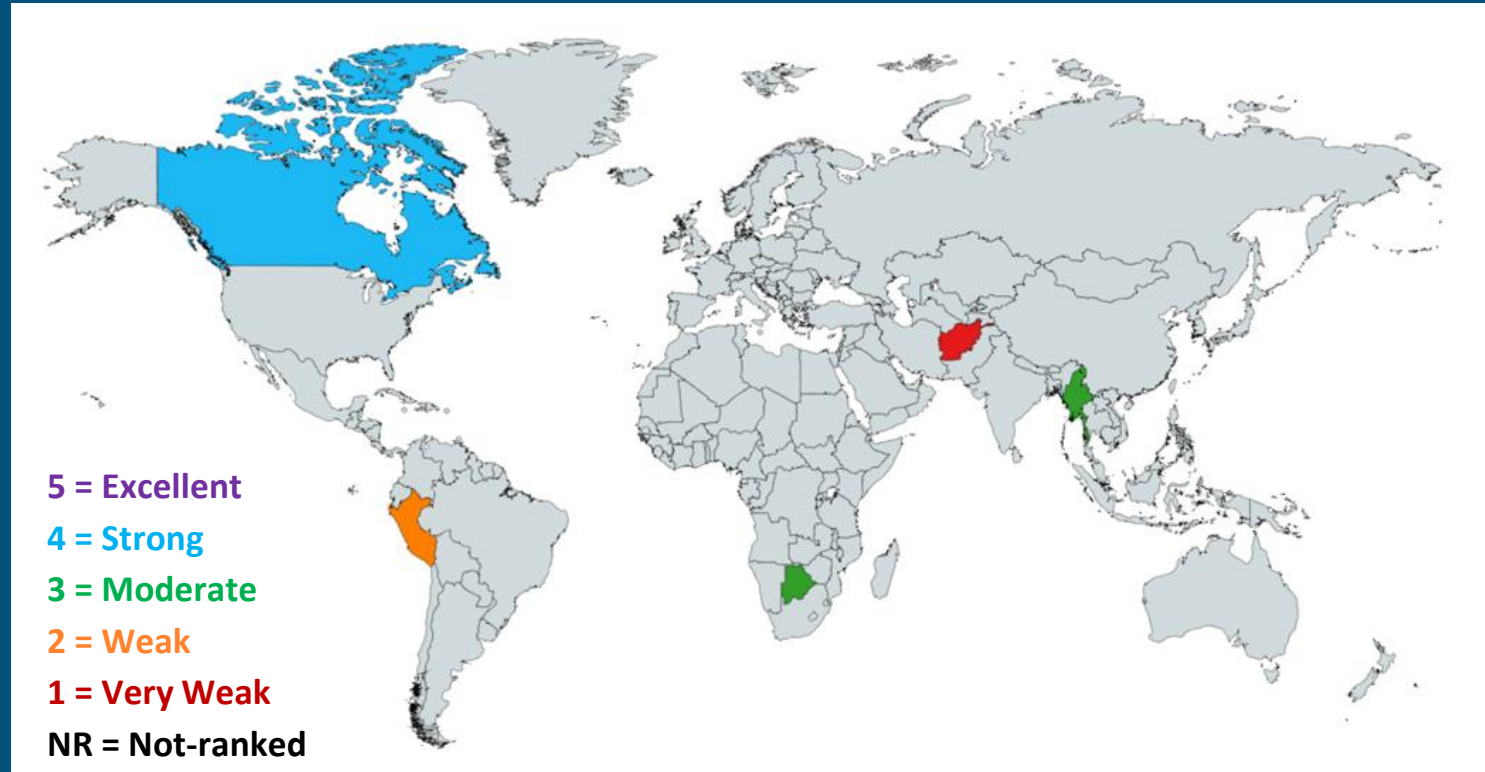 5 = Excellent
4 = Strong
3 = Moderate
2 = Weak
1 = Very Weak
NR = Not-ranked